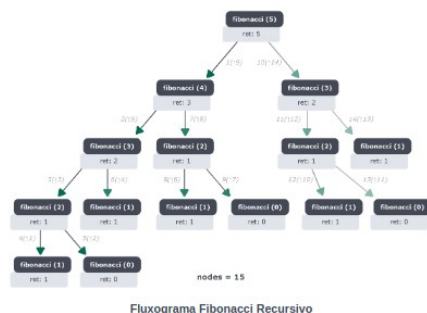 fibonacci (5)
ret: 5
fibonacci (4)
ret: 3
fibonacci (3)
ret: 2
fibonacci (3)
ret: 2
fibonacci (2)
ret: 1
fibonacci (2)
ret: 1
fibonacci (1)
ret: 1
fibonacci (2)
ret: 1
fibonacci (1)
ret: 1
fibonacci (1)
ret: 1
fibonacci (0)
ret: 0
fibonacci (1)
ret: 1
fibonacci (0)
ret: 0
fibonacci (1)
ret: 1
fibonacci (0)
ret: 0
nodes = 15
Fluxograma Fibonacci Recursivo